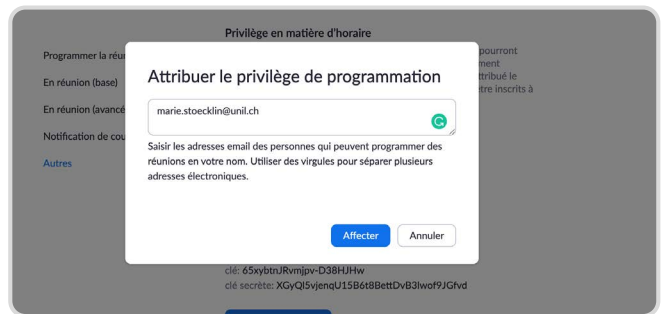 Privilège en matière d'horaire
Programmer la réu
pourront
ment
En réunion (base)
ttribué le
être inscrits à
En réunion (avancé
Notification de cou
Autres
Attribuer le privilège de programmation
marie.stoecklin@unil.ch
Saisir les adresses email des personnes qui peuvent programmer des
réunions en votre nom. Utiliser des virgules pour séparer plusieurs
adresses électroniques.
Affecter
Annuler
clé: 65xybtnJRvmjpv-D38HJHw
clé secrète: XGyQl5vjenqU15B6t8BettDvB3lwof9JGfvd